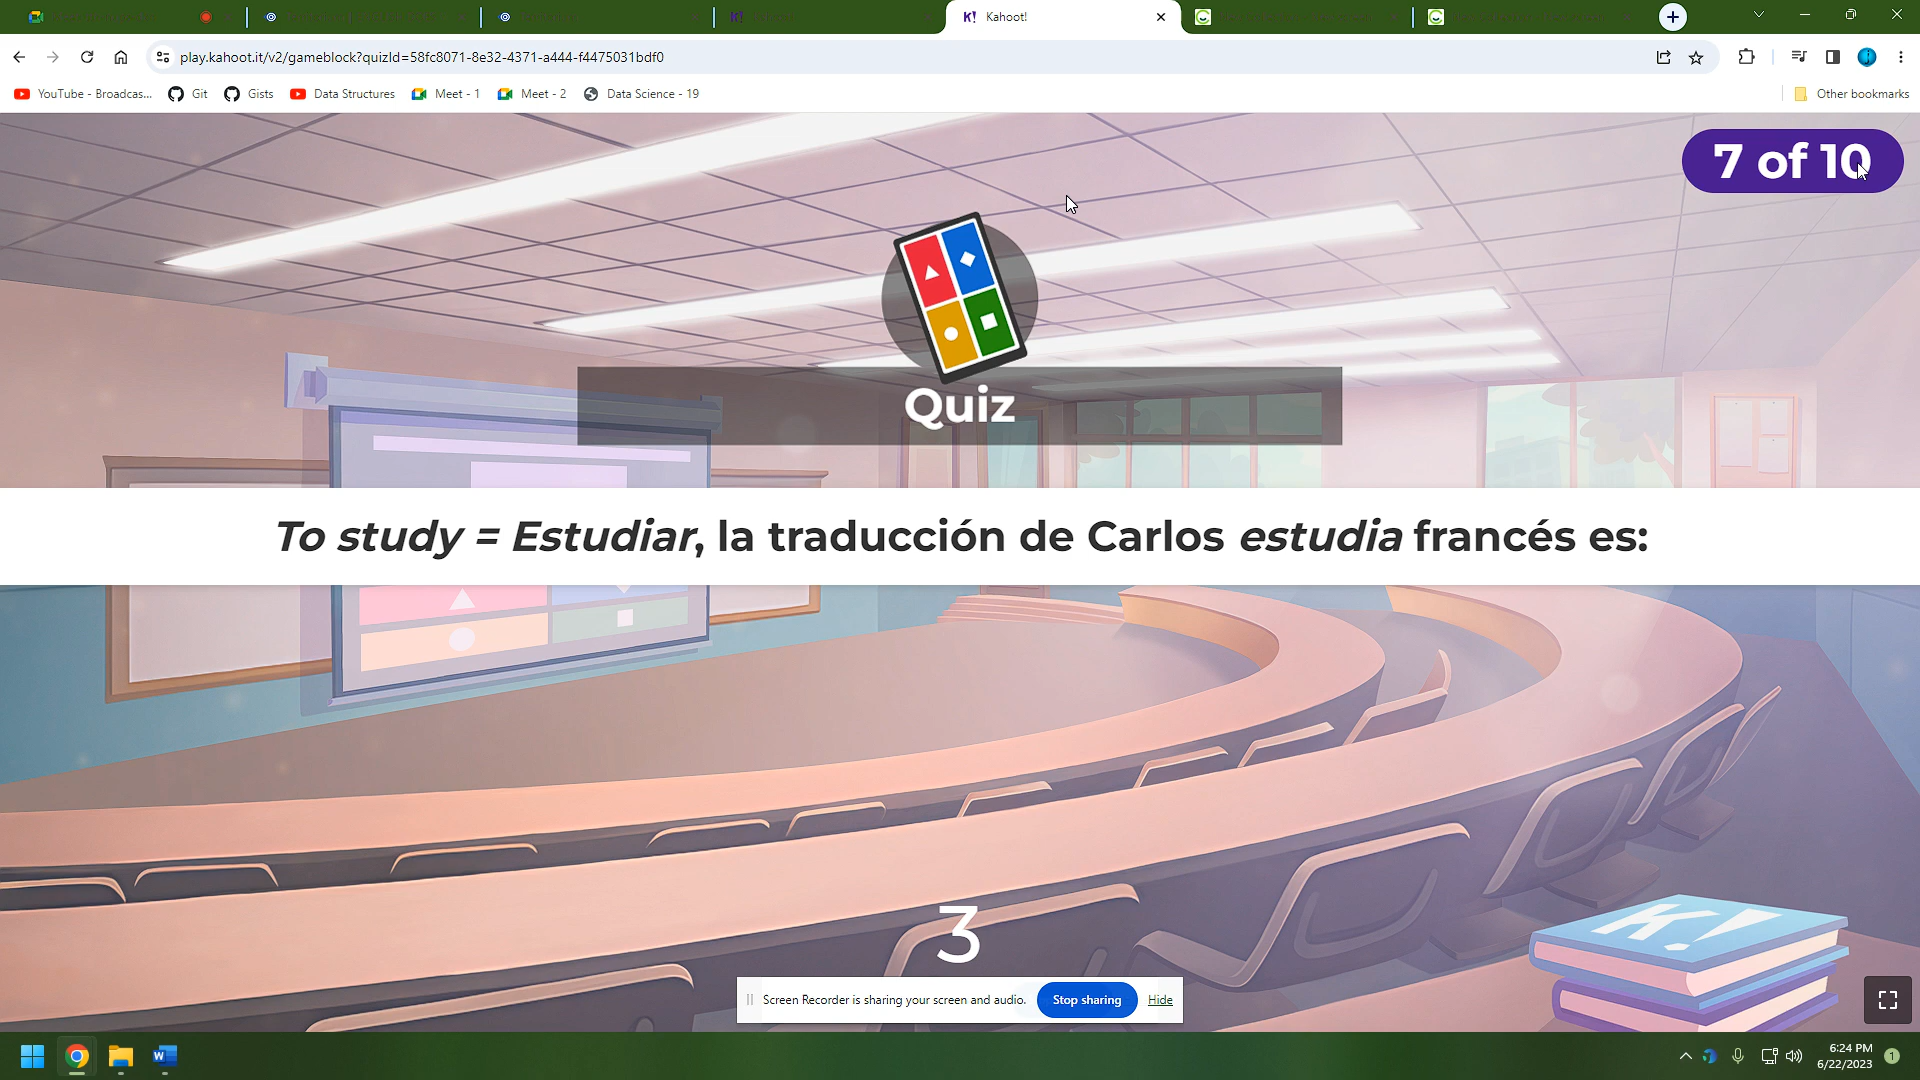 K! Kahoot!
play.kahoot.it/v2/gameblock?quizId=58fc8071-8e32-4371-a444-f4475031bdf0
YouTube - Broadcas... Git Gists Data Structures Meet - 1 Meet - 2 Data Science - 19 Other bookmarks
7 of 10
Quiz
To study = Estudiar, la traducción de Carlos estudia francés es:
3
K!
Screen Recorder is sharing your screen and audio. Stop sharing Hide
6:24 PM
6/22/2023
1